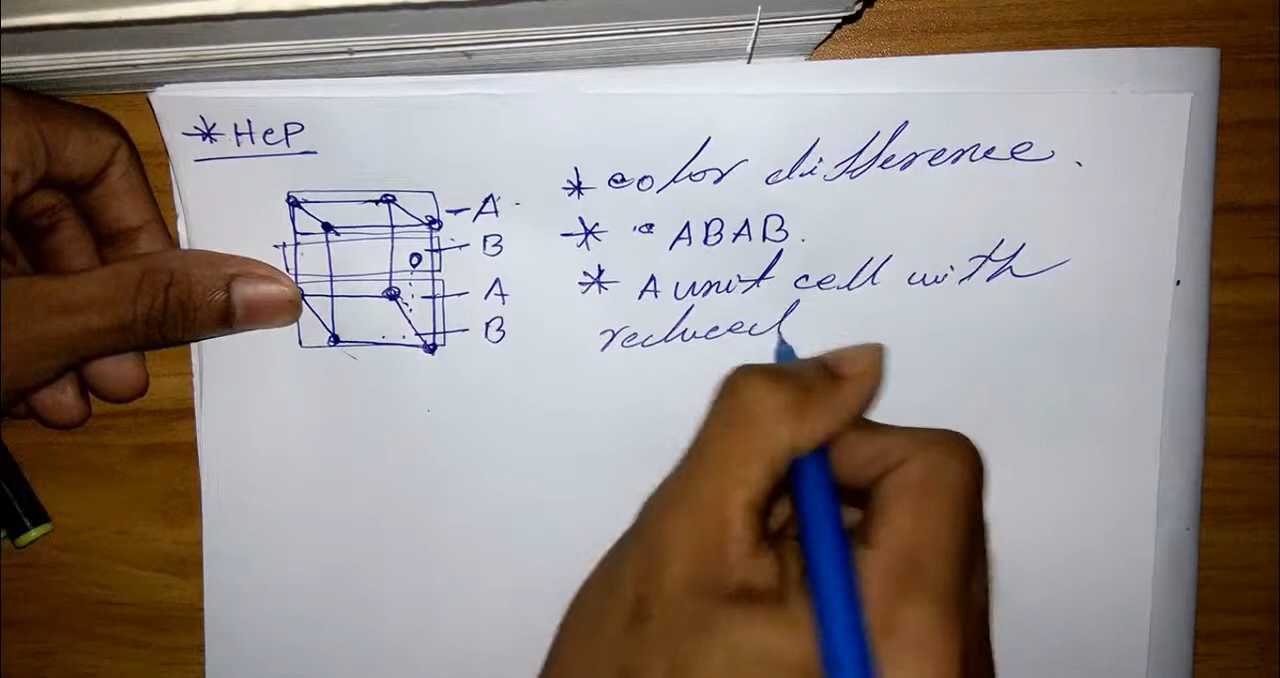 * HCP
A
B
A
B
* color difference.
* ABAB.
* A unit cell with
reduced